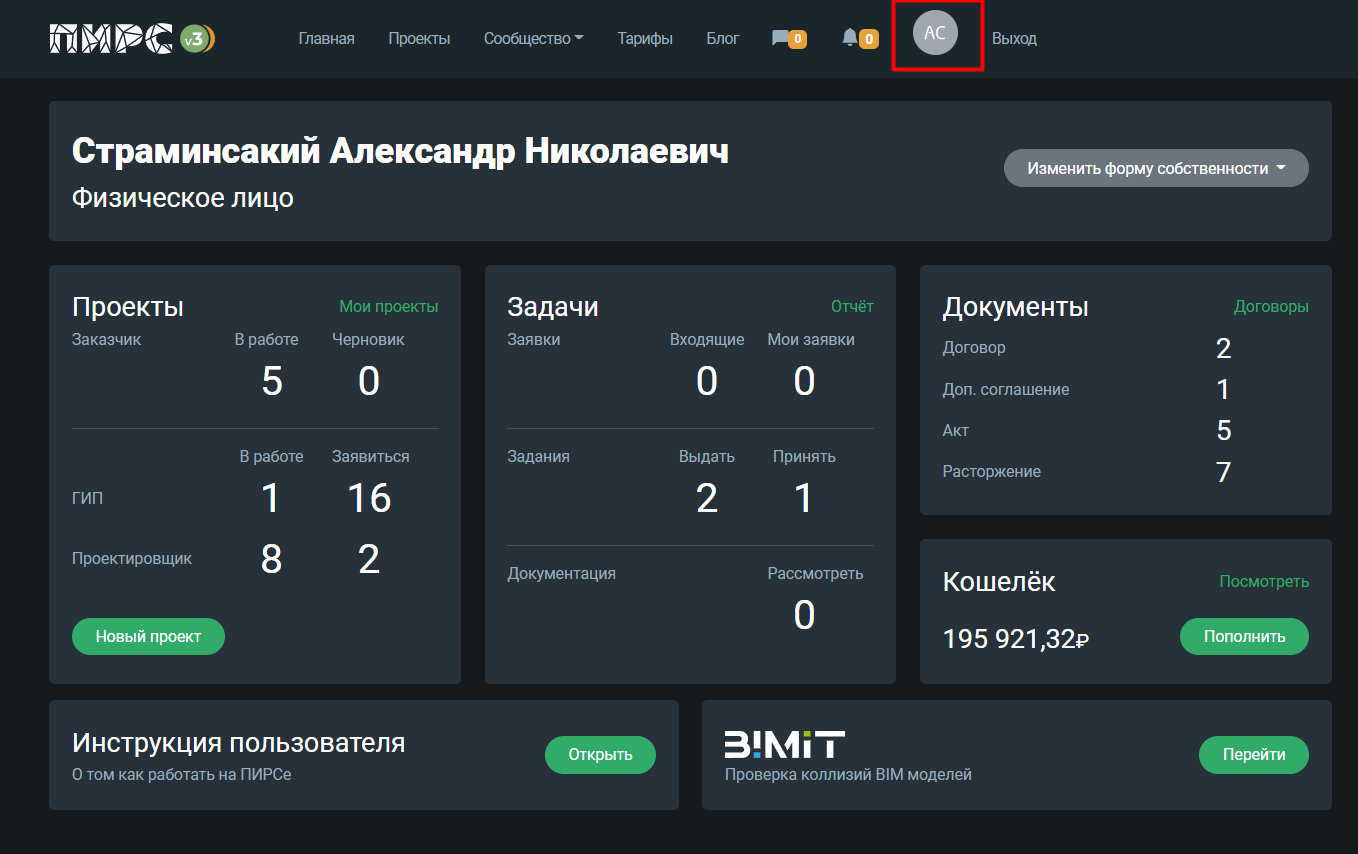 ПИРС v3 Главная Проекты Сообщество Тарифы Блог 0 0 АС Выход
Страминсакий Александр Николаевич
Изменить форму собственности
Физическое лицо
Проекты Мои проекты
Заказчик В работе Черновик
5 0
В работе Заявиться
ГИП 1 16
Проектировщик 8 2
Новый проект
Задачи Отчёт
Заявки Входящие Мои заявки
0 0
Задания Выдать Принять
2 1
Документация Рассмотреть
0
Документы Договоры
Договор 2
Доп. соглашение 1
Акт 5
Расторжение 7
Кошелёк Посмотреть
195 921,32₽ Пополнить
Инструкция пользователя
О том как работать на ПИРСе
Открыть
B!MiT
Проверка коллизий BIM моделей
Перейти